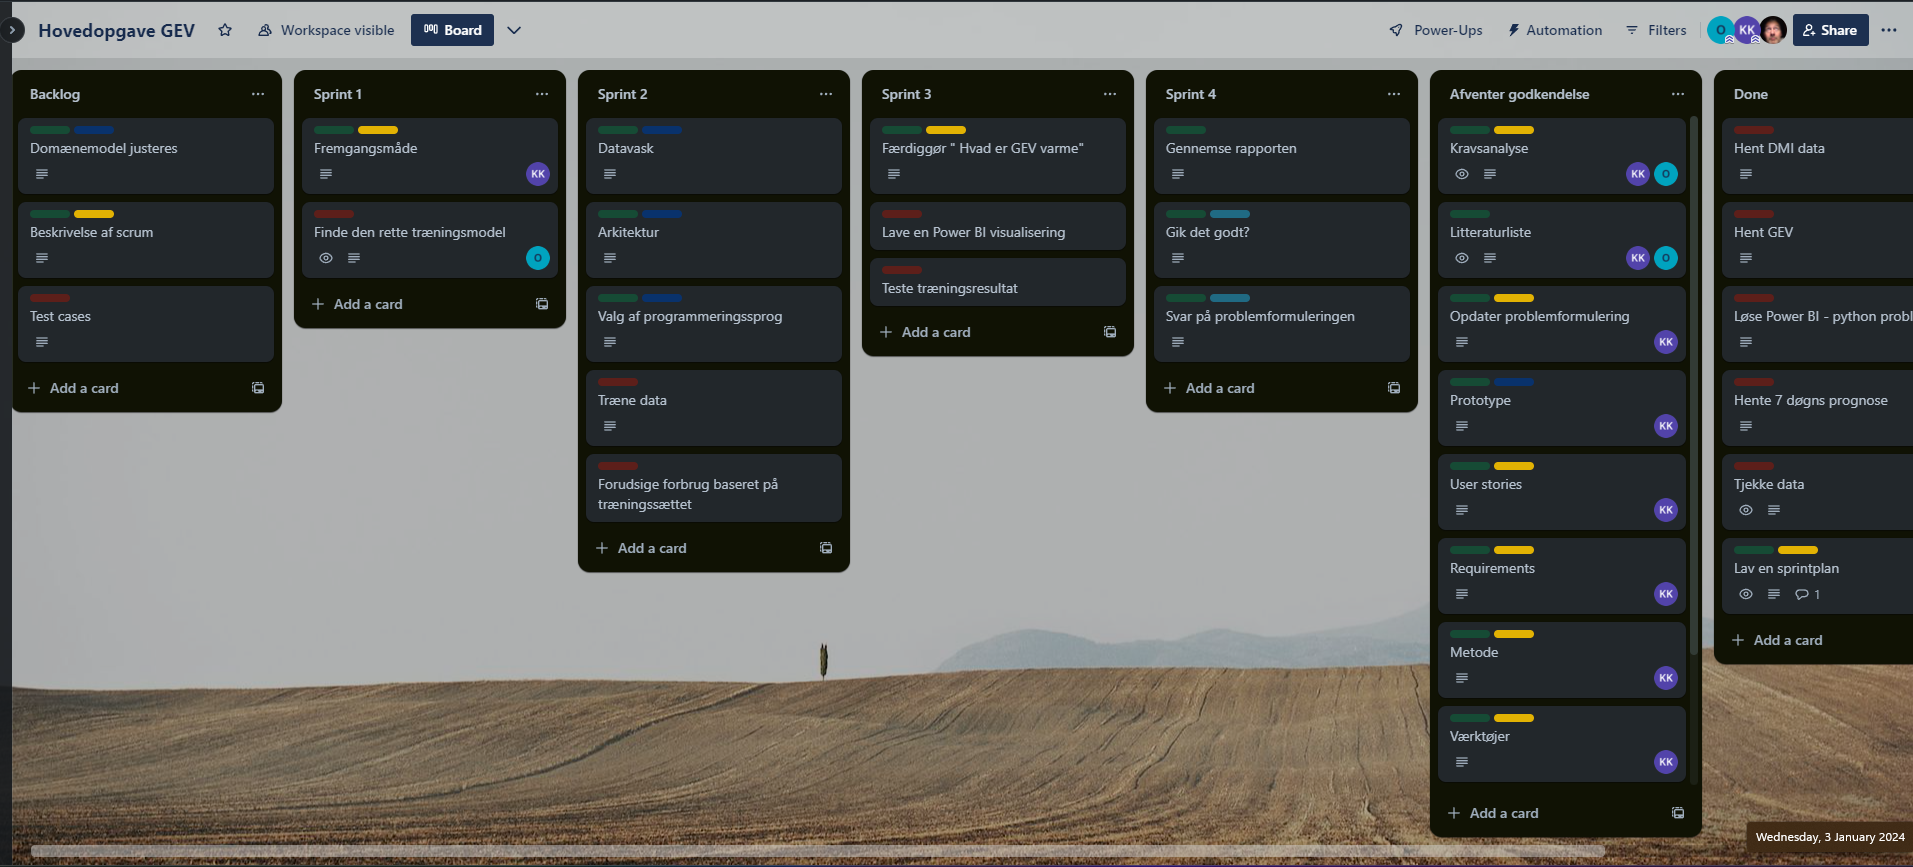 Hovedopgave GEV
Workspace visible
Board
Power-Ups
Automation
Filters
O
KK
Share
Backlog
Domænemodel justeres
Beskrivelse af scrum
Test cases
Add a card
Sprint 1
Fremgangsmåde
KK
Finde den rette træningsmodel
O
Add a card
Sprint 2
Datavask
Arkitektur
Valg af programmeringssprog
Træne data
Forudsige forbrug baseret på
træningssættet
Add a card
Sprint 3
Færdiggør " Hvad er GEV varme"
Lave en Power BI visualisering
Teste træningsresultat
Add a card
Sprint 4
Gennemse rapporten
Gik det godt?
Svar på problemformuleringen
Add a card
Afventer godkendelse
Kravsanalyse
KK O
Litteraturliste
KK O
Opdater problemformulering
KK
Prototype
KK
User stories
KK
Requirements
KK
Metode
KK
Værktøjer
KK
Add a card
Done
Hent DMI data
Hent GEV
Løse Power BI - python probl
Hente 7 døgns prognose
Tjekke data
Lav en sprintplan
1
Add a card
Wednesday, 3 January 2024